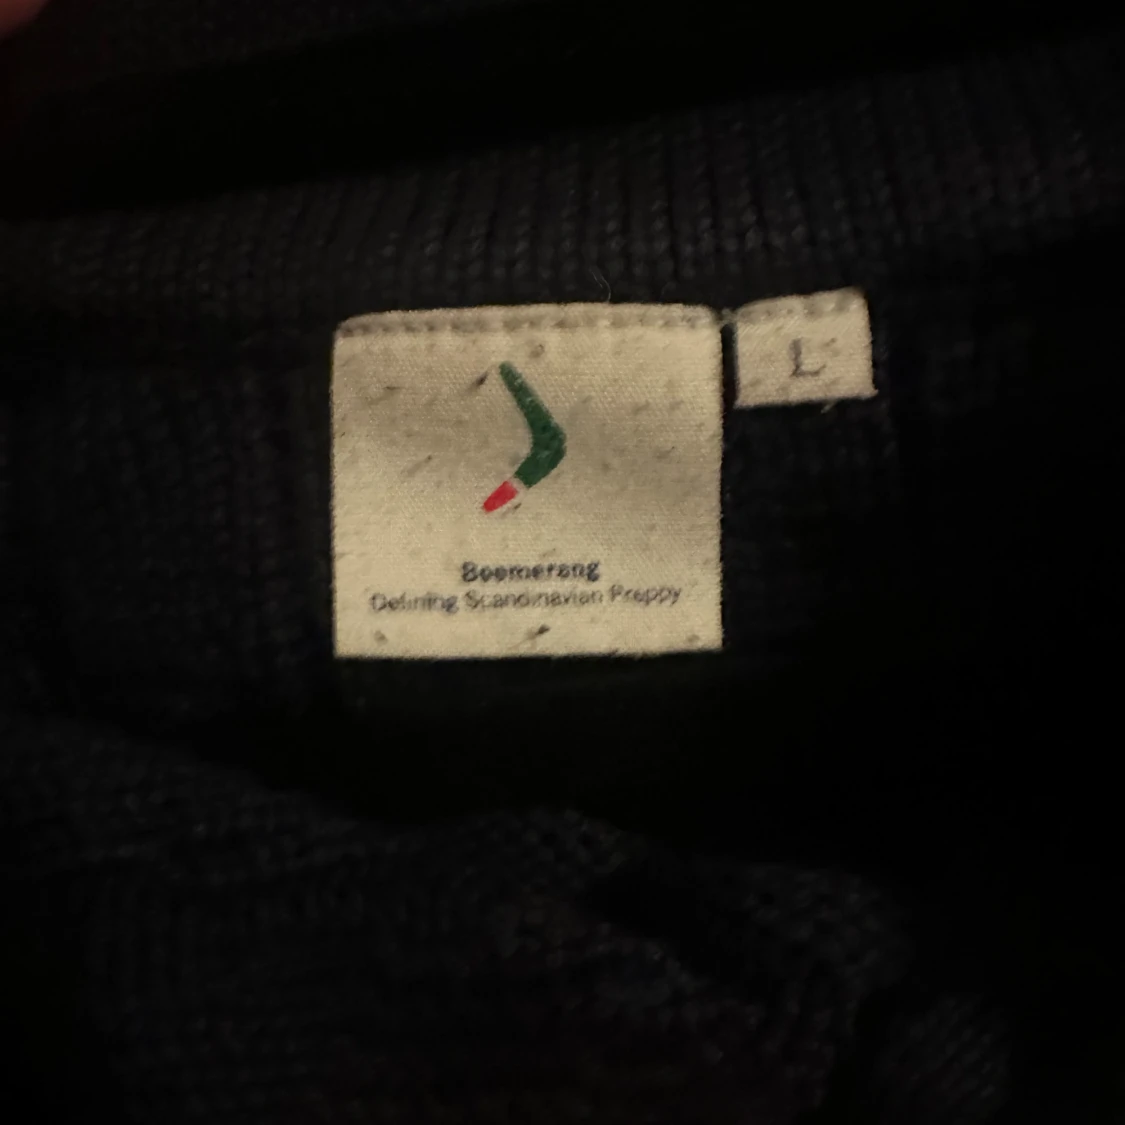 L
Boomerang
Defining Scandinavian Preppy